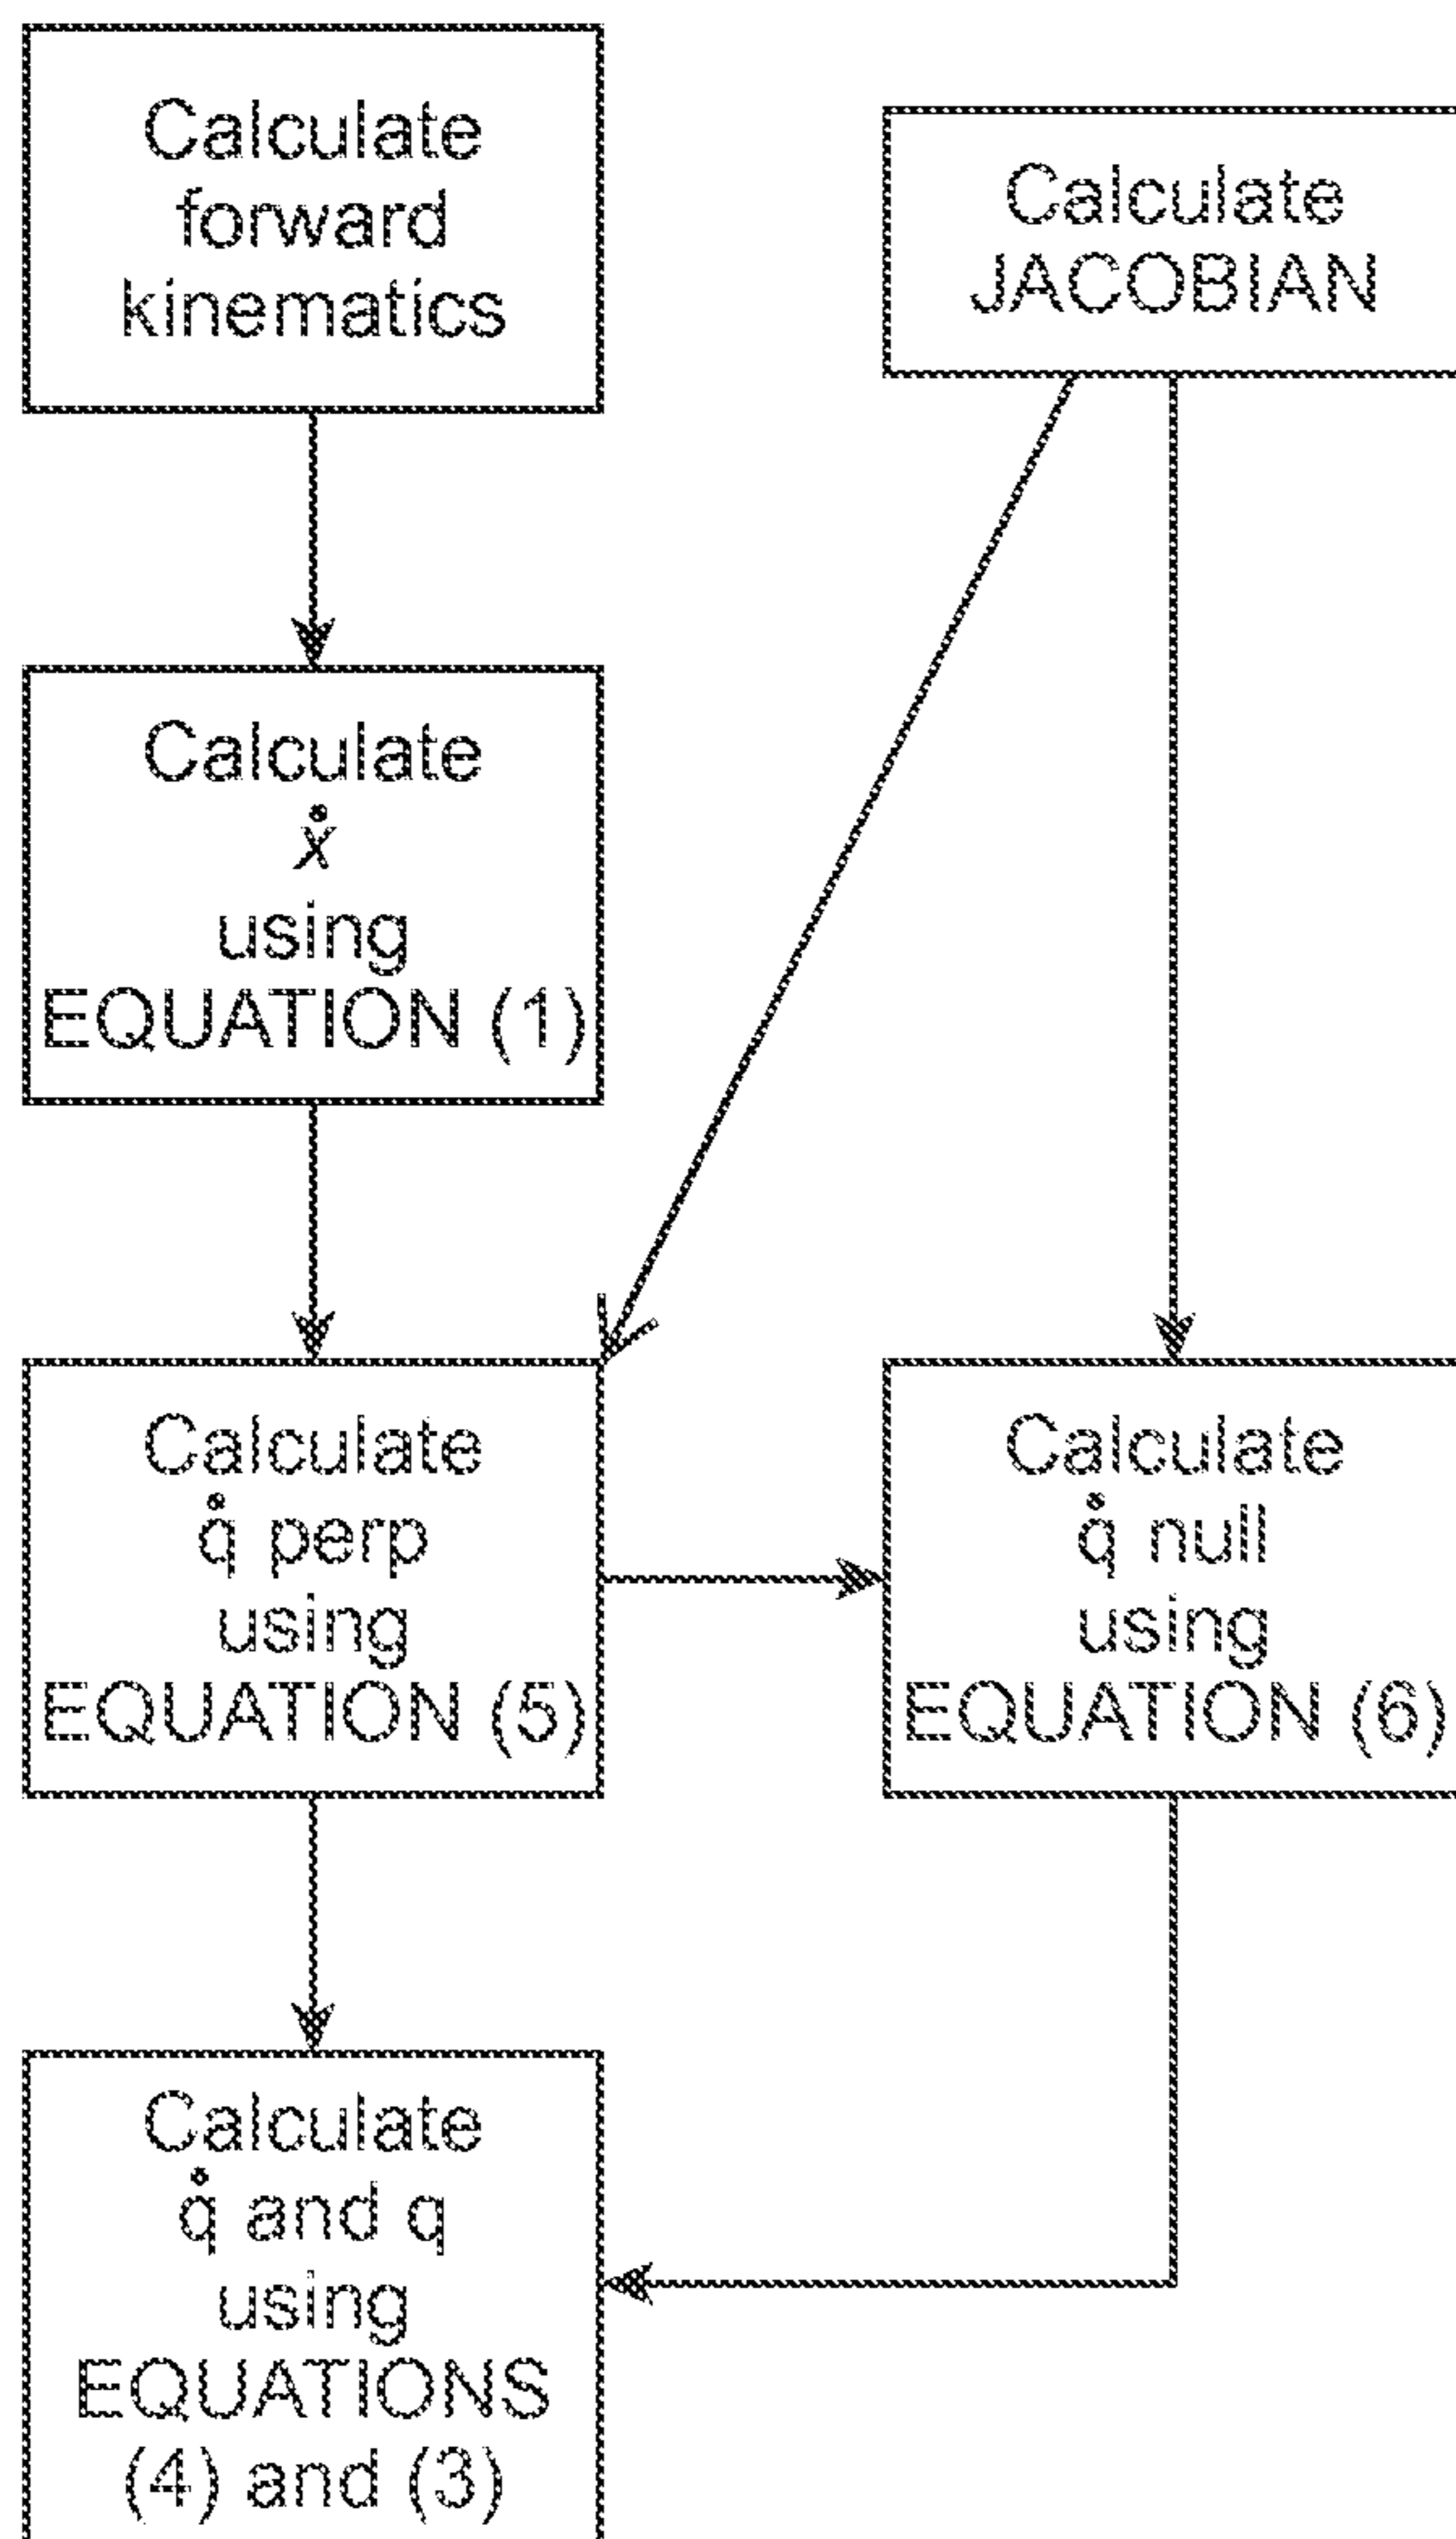 Calculate
forward
kinematics
Calculate
JACOBIAN
Calculate
ẋ
using
EQUATION (1)
Calculate
q̇ perp
using
EQUATION (5)
Calculate
q̇ null
using
EQUATION (6)
Calculate
q̇ and q
using
EQUATIONS
(4) and (3)